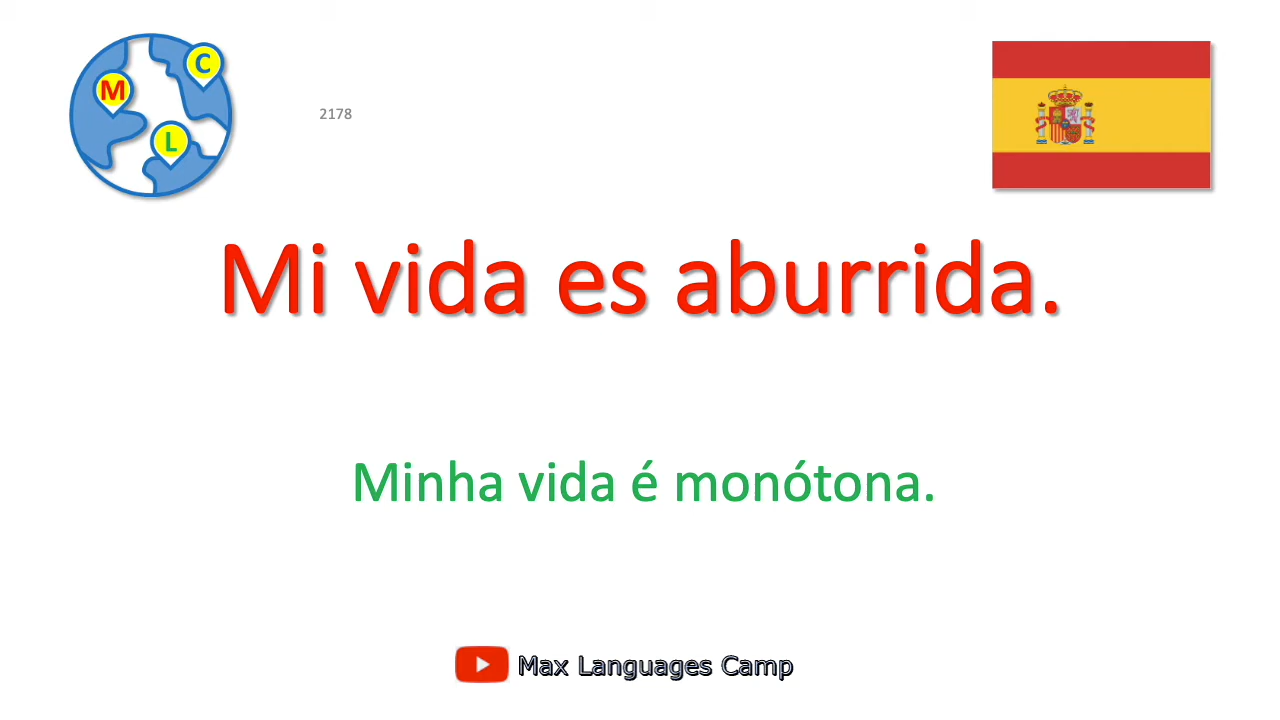 M
C
L
2178
Mi vida es aburrida.
Minha vida é monótona.
Max Languages Camp